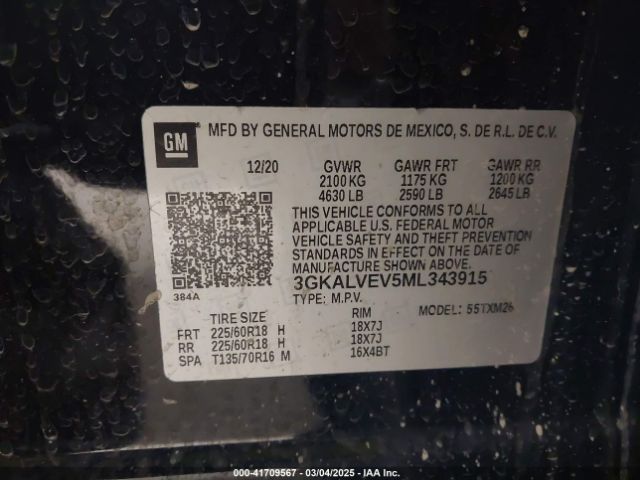 GM
MFD BY GENERAL MOTORS DE MEXICO, S. DE R.L. DE C.V.
12/20 GVWR GAWR FRT GAWR RR
2100 KG 1175 KG 1200 KG
4630 LB 2590 LB 2645 LB
THIS VEHICLE CONFORMS TO ALL
APPLICABLE U.S. FEDERAL MOTOR
VEHICLE SAFETY AND THEFT PREVENTION
STANDARDS IN EFFECT ON THE DATE OF
MANUFACTURE SHOWN ABOVE.
384A
3GKALVEV5ML343915
TYPE: M.P.V. MODEL: 55TXM26
TIRE SIZE RIM
FRT 225/60R18 H 18X7J
RR 225/60R18 H 18X7J
SPA T135/70R16 M 16X4BT
000-41709567 - 03/04/2025 - IAA Inc.